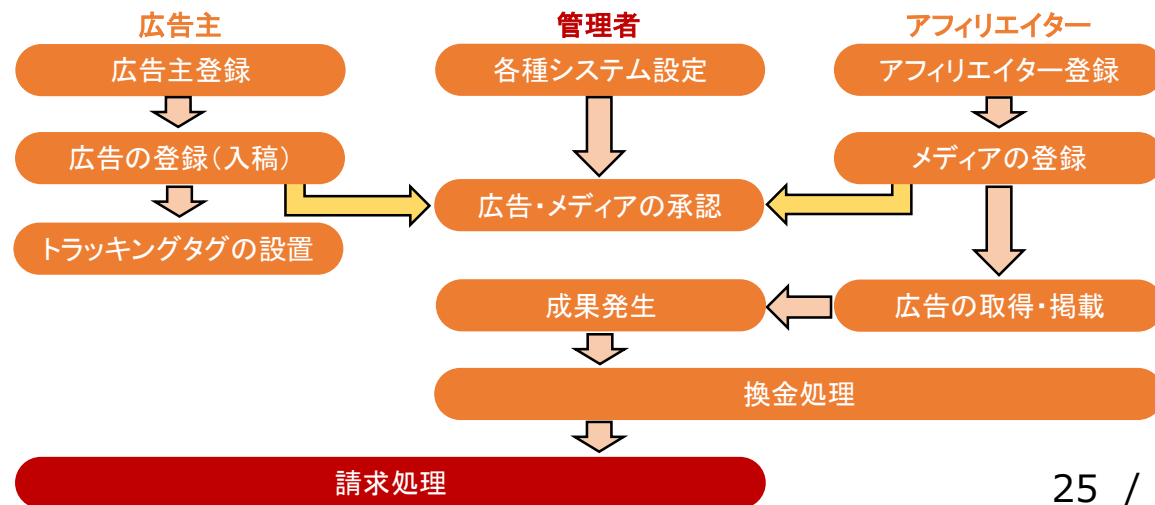 広告主
管理者
アフィリエイター
広告主登録
各種システム設定
アフィリエイター登録
広告の登録（入稿）
メディアの登録
広告・メディアの承認
トラッキングタグの設置
成果発生
広告の取得・掲載
換金処理
請求処理
25 /